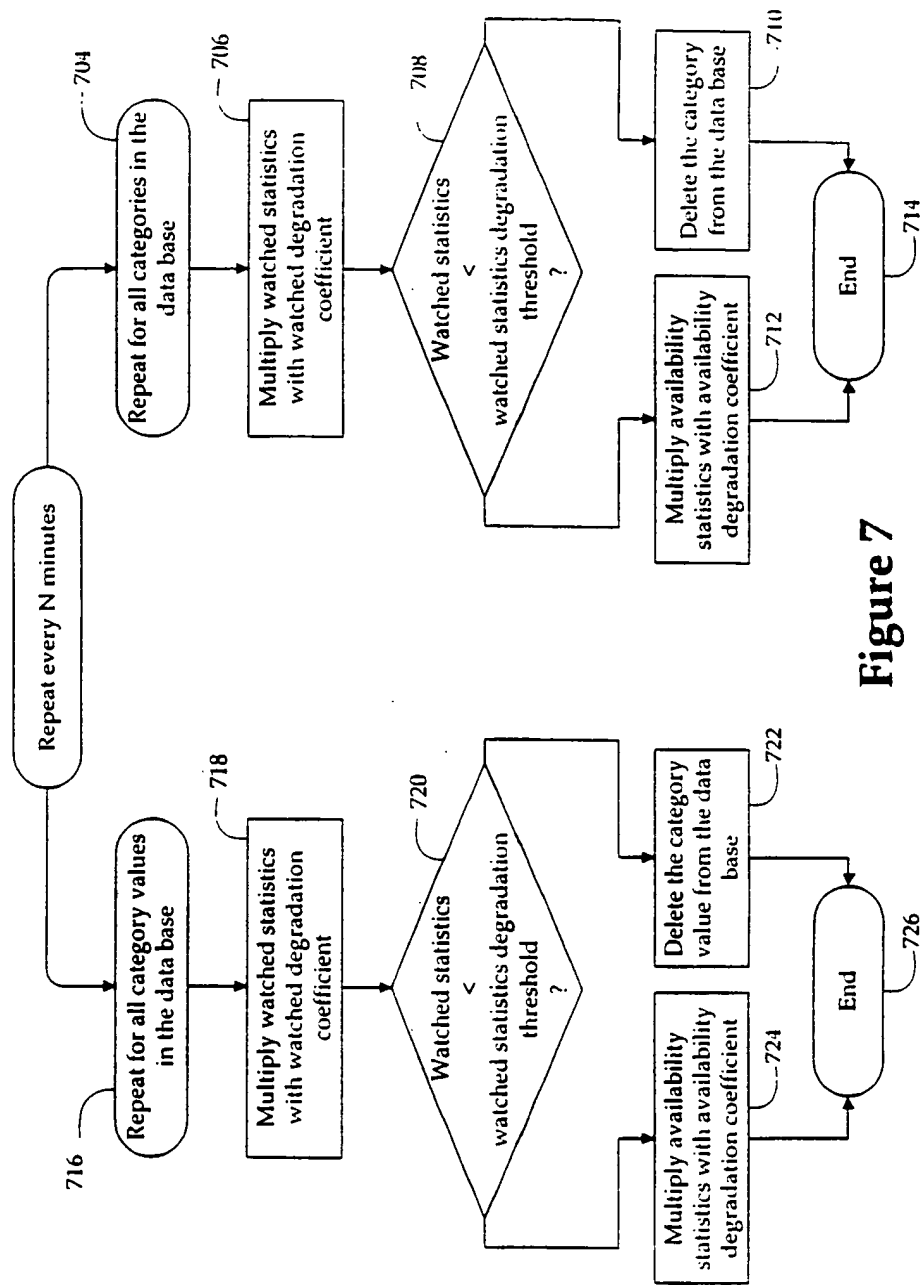 Repeat every N minutes
716
Repeat for all category values
in the data base
718
Multiply watched statistics
with watched degradation
coefficient
720
Watched statistics
<
watched statistics degradation
threshold
?
724
Multiply availability
statistics with availability
degradation coefficient
722
Delete the category
value from the data
base
End
726
704
Repeat for all categories in the
data base
706
Multiply watched statistics
with watched degradation
coefficient
708
Watched statistics
<
watched statistics degradation
threshold
?
712
Multiply availability
statistics with availability
degradation coefficient
710
Delete the category
from the data base
End
714
Figure 7